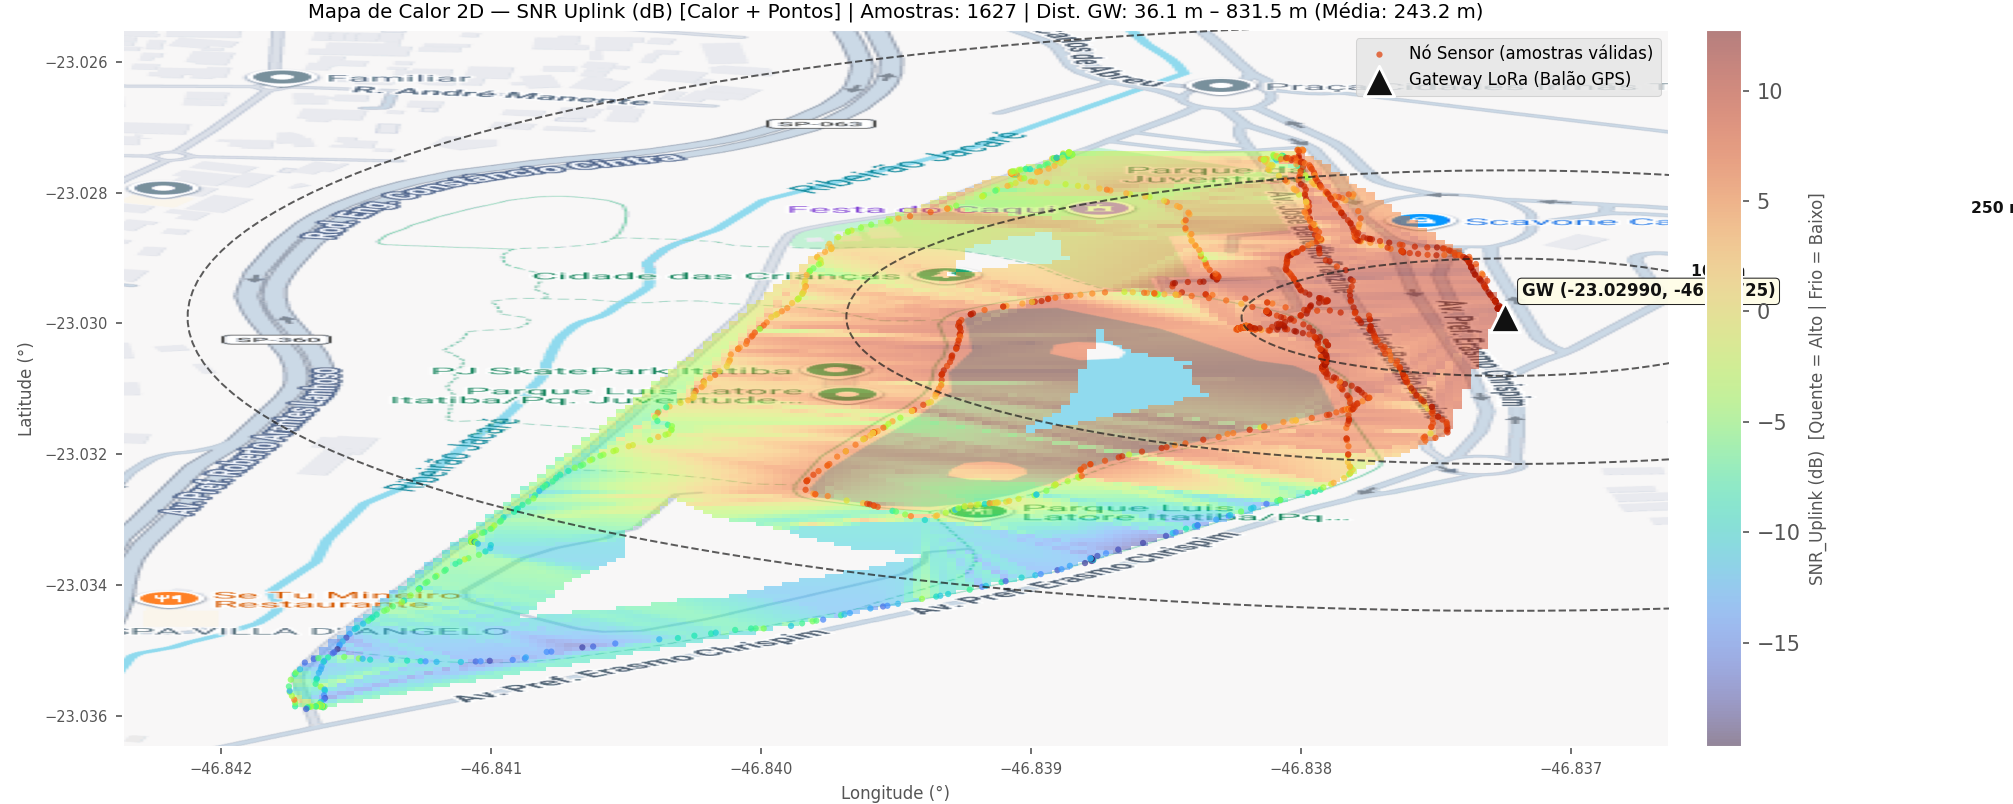 Mapa de Calor 2D — SNR Uplink (dB) [Calor + Pontos] | Amostras: 1627 | Dist. GW: 36.1 m – 831.5 m (Média: 243.2 m)
Nó Sensor (amostras válidas)
Gateway LoRa (Balão GPS)
Familiar
R. André Manente
SP-063
Rod. Eng. Constâncio Cintra
Ribeirão Jacaré
Parque
Festa do Caqui
Scavone
250
Cidade das Crianças
GW (-23.02990, -46
25)
SP-360
PJ SkatePark Itatiba
Parque Luis Latore
Itatiba/Pq. Juventude...
Ribeirão Jacaré
Av. Pref. Erasmo Chrispim
Parque Luis
Latore Itatiba/Pq...
Av. Pref. Erasmo Chrispim
Se Tu Mineiro
Restaurante
SPA VILLA D'ANGELO
Av. Pref. Erasmo Chrispim
−23.026
−23.028
−23.030
−23.032
−23.034
−23.036
Latitude (°)
−46.842
−46.841
−46.840
−46.839
−46.838
−46.837
Longitude (°)
10
5
0
−5
−10
−15
SNR_Uplink (dB) [Quente = Alto | Frio = Baixo]